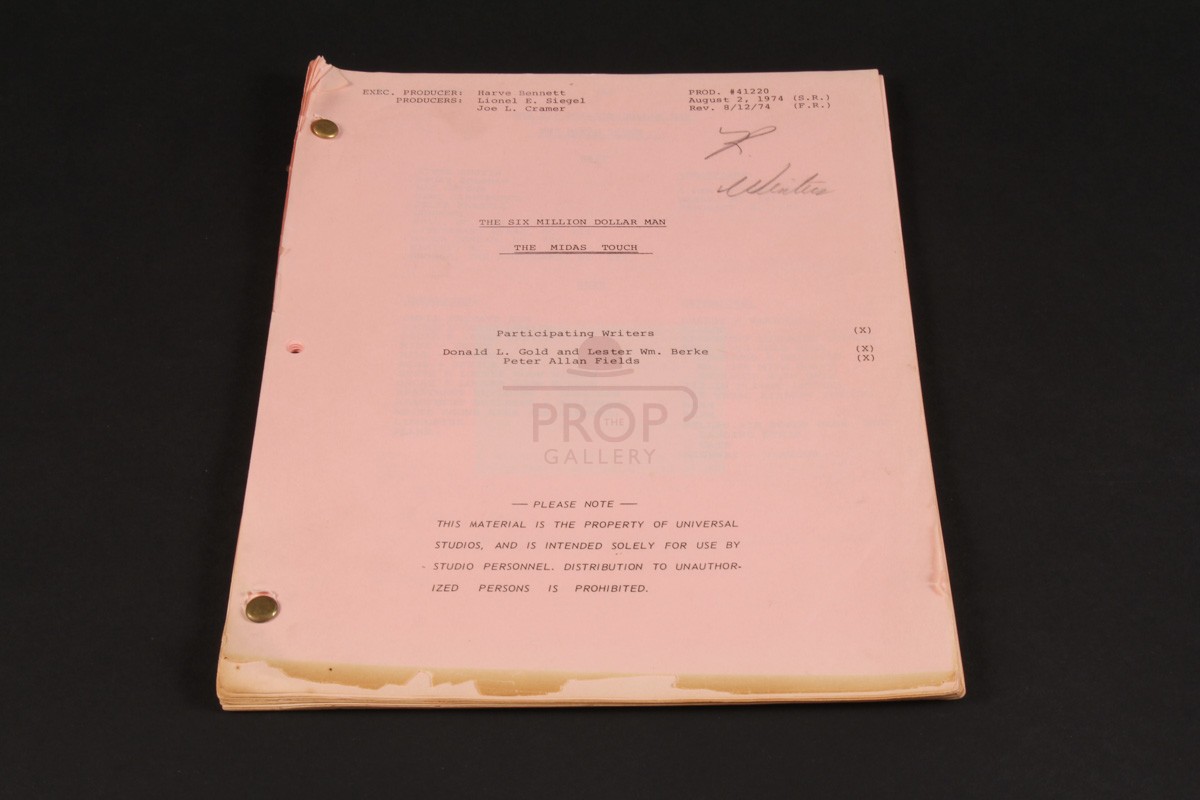 EXEC. PRODUCER: Harve Bennett
PRODUCERS: Lionel E. Siegel
Joe L. Cramer
PROD. #41220
August 2, 1974 (S.R.)
Rev. 8/12/74 (F.R.)
Winters
THE SIX MILLION DOLLAR MAN
THE MIDAS TOUCH
Participating Writers (X)
Donald L. Gold and Lester Wm. Berke (X)
Peter Allan Fields (X)
THE PROP
GALLERY
— PLEASE NOTE —
THIS MATERIAL IS THE PROPERTY OF UNIVERSAL
STUDIOS, AND IS INTENDED SOLELY FOR USE BY
STUDIO PERSONNEL. DISTRIBUTION TO UNAUTHOR-
IZED PERSONS IS PROHIBITED.